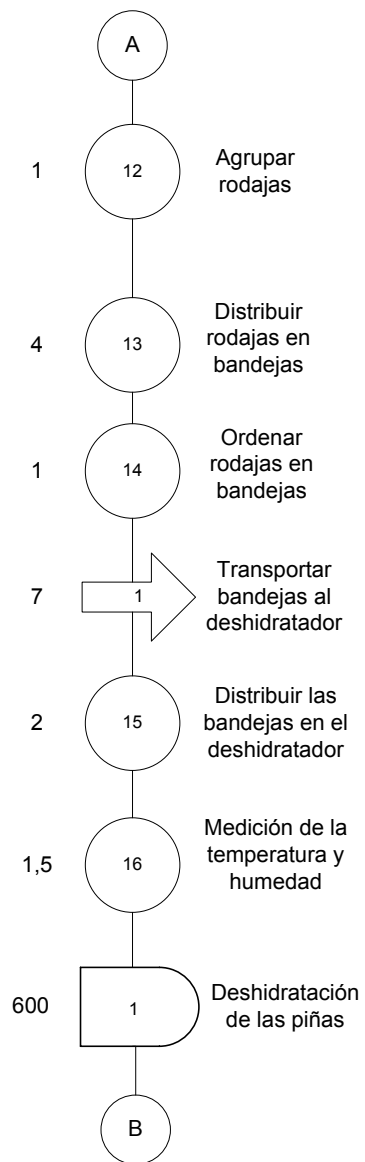 A
1
12
Agrupar
rodajas
4
13
Distribuir
rodajas en
bandejas
1
14
Ordenar
rodajas en
bandejas
7
1
Transportar
bandejas al
deshidratador
2
15
Distribuir las
bandejas en el
deshidratador
1,5
16
Medición de la
temperatura y
humedad
600
1
Deshidratación
de las piñas
B